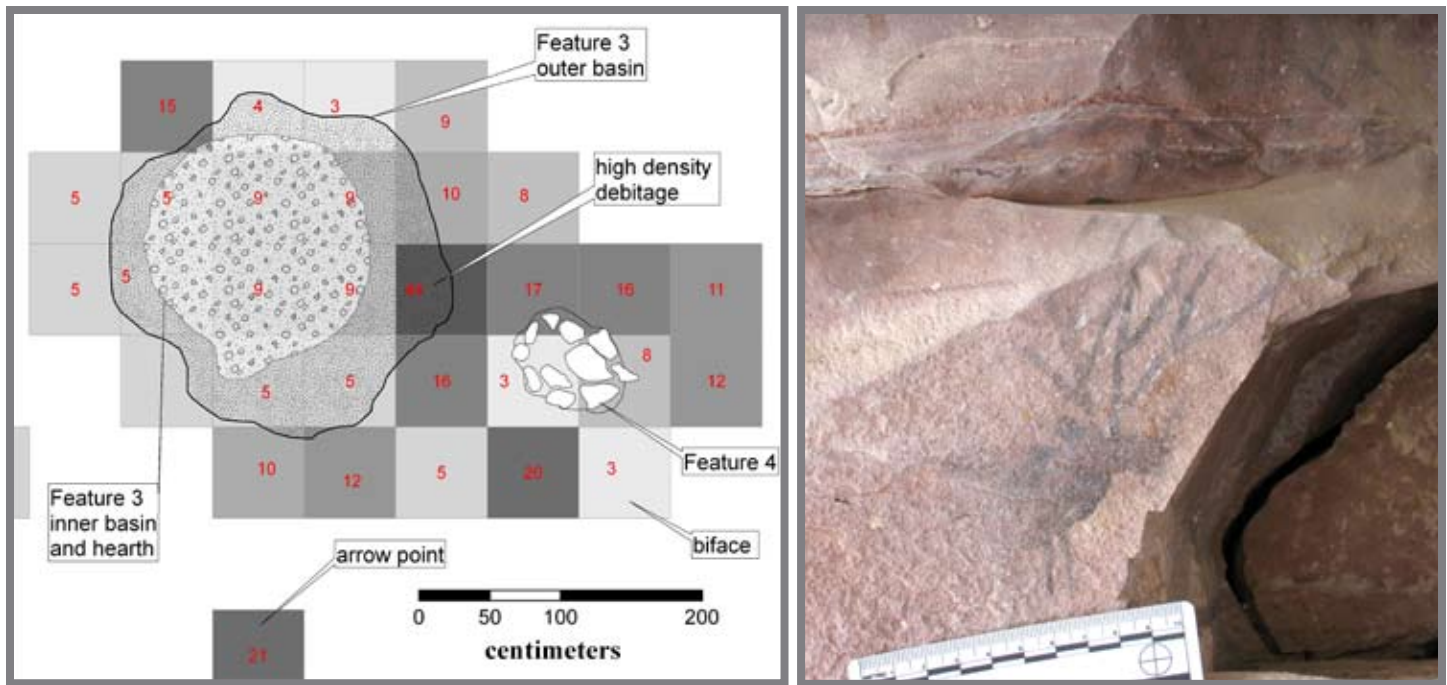 Feature 3
outer basin
15 4 3 9
high density
debitage
5 5 9 9 10 8
5 5 9 9 17 16 11
5 5 16 3 8 12
Feature 4
10 12 5 20 3
Feature 3
inner basin
and hearth
arrow point
biface
0 50 100 200
centimeters
21